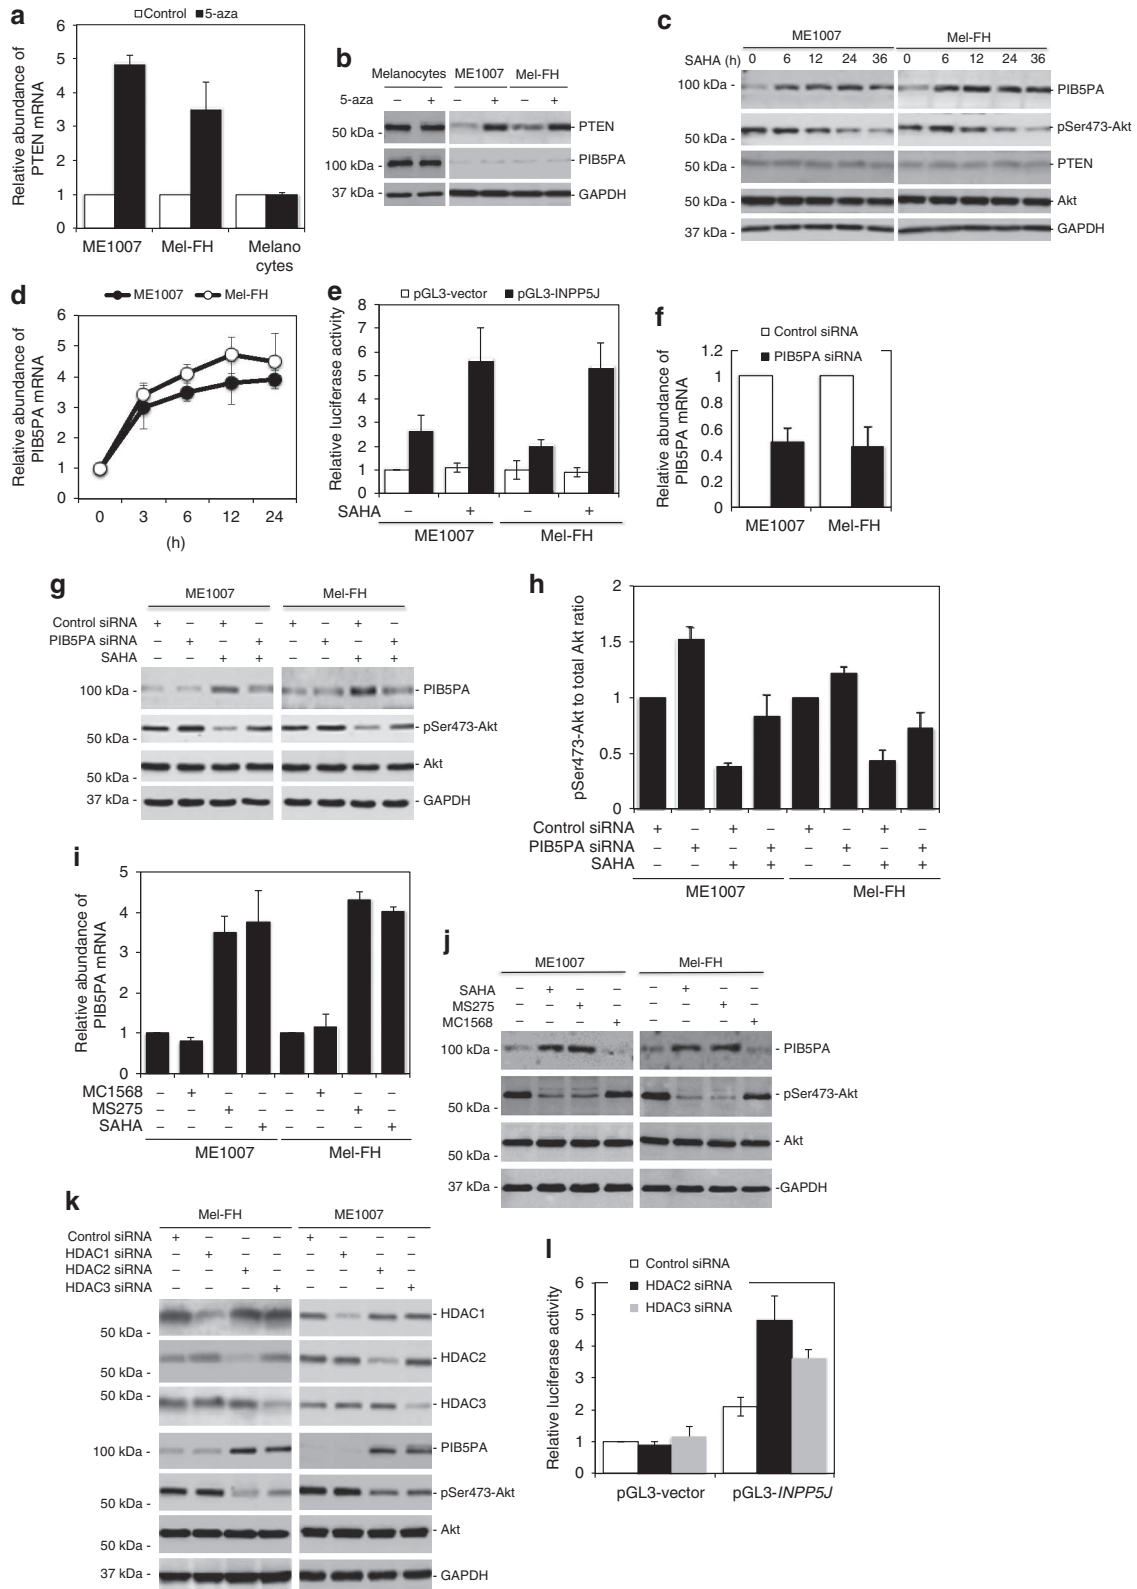 a
□Control ■5-aza
Relative abundance of
PTEN mRNA
6
5
4
3
2
1
0
ME1007 Mel-FH Melano
cytes
b
Melanocytes ME1007 Mel-FH
5-aza – + – + – +
50 kDa - - PTEN
100 kDa - - PIB5PA
37 kDa - - GAPDH
c
ME1007 Mel-FH
SAHA (h) 0 6 12 24 36 0 6 12 24 36
100 kDa - - PIB5PA
50 kDa - - pSer473-Akt
50 kDa - - PTEN
50 kDa - - Akt
37 kDa - - GAPDH
d
ME1007 Mel-FH
Relative abundance of
PIB5PA mRNA
6
5
4
3
2
1
0
0 3 6 12 24
(h)
e
□ pGL3-vector ■ pGL3-INPP5J
Relative luciferase activity
8
7
6
5
4
3
2
1
0
SAHA – + – +
ME1007 Mel-FH
f
□ Control siRNA
■ PIB5PA siRNA
Relative abundance of
PIB5PA mRNA
1.2
1
0.8
0.6
0.4
0.2
0
ME1007 Mel-FH
g
ME1007 Mel-FH
Control siRNA + – + – + – + –
PIB5PA siRNA – + – + – + – +
SAHA – – + + – – + +
100 kDa - - PIB5PA
50 kDa - - pSer473-Akt
50 kDa - - Akt
37 kDa - - GAPDH
h
pSer473-Akt to total Akt ratio
2
1.5
1
0.5
0
Control siRNA + – + – + – + –
PIB5PA siRNA – + – + – + – +
SAHA – – + + – – + +
ME1007 Mel-FH
i
Relative abundance of
PIB5PA mRNA
5
4
3
2
1
0
MC1568 – + – – – + – –
MS275 – – + – – – + –
SAHA – – – + – – – +
ME1007 Mel-FH
j
ME1007 Mel-FH
SAHA – + – – – + – –
MS275 – – + – – – + –
MC1568 – – – + – – – +
100 kDa - - PIB5PA
50 kDa - - pSer473-Akt
50 kDa - - Akt
37 kDa - -GAPDH
k
Mel-FH ME1007
Control siRNA + – – – + – – –
HDAC1 siRNA – + – – – + – –
HDAC2 siRNA – – + – – – + –
HDAC3 siRNA – – – + – – – +
50 kDa - - HDAC1
50 kDa - - HDAC2
50 kDa - - HDAC3
100 kDa - - PIB5PA
50 kDa - - pSer473-Akt
50 kDa - - Akt
37 kDa - - GAPDH
l
□ Control siRNA
■ HDAC2 siRNA
■ HDAC3 siRNA
Relative luciferase activity
6
5
4
3
2
1
0
pGL3-vector pGL3-INPP5J